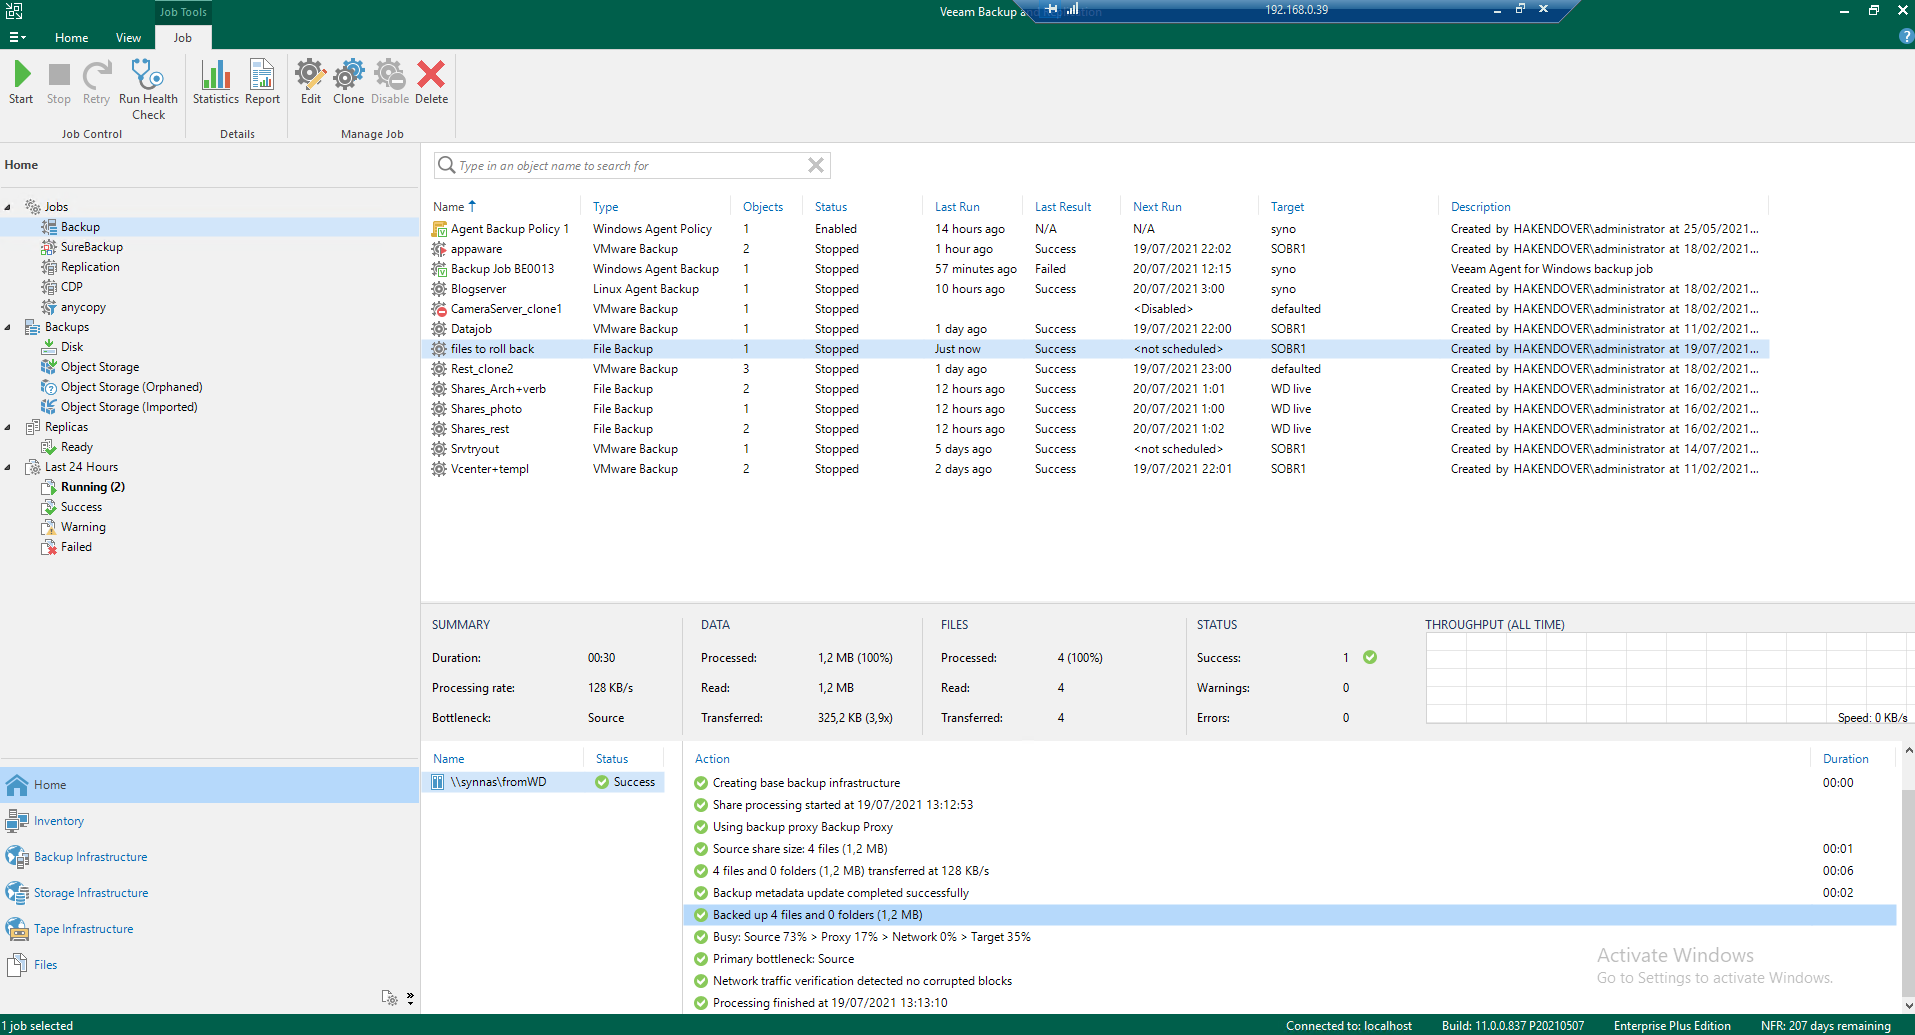 Job Tools
Veeam Backup and
192.168.0.39
Home
View
Job
Start
Stop
Retry
Run Health
Check
Statistics
Report
Edit
Clone
Disable
Delete
Job Control
Details
Manage Job
Home
Type in an object name to search for
Jobs
Backup
SureBackup
Replication
CDP
anycopy
Backups
Disk
Object Storage
Object Storage (Orphaned)
Object Storage (Imported)
Replicas
Ready
Last 24 Hours
Running (2)
Success
Warning
Failed
Name Type Objects Status Last Run Last Result Next Run Target Description
Agent Backup Policy 1 Windows Agent Policy 1 Enabled 14 hours ago N/A N/A syno Created by HAKENDOVER\administrator at 25/05/2021...
appaware VMware Backup 2 Stopped 1 hour ago Success 19/07/2021 22:02 SOBR1 Created by HAKENDOVER\administrator at 18/02/2021...
Backup Job BE0013 Windows Agent Backup 1 Stopped 57 minutes ago Failed 20/07/2021 12:15 syno Veeam Agent for Windows backup job
Blogserver Linux Agent Backup 1 Stopped 10 hours ago Success 20/07/2021 3:00 syno Created by HAKENDOVER\administrator at 18/02/2021...
CameraServer_clone1 VMware Backup 1 Stopped <Disabled> defaulted Created by HAKENDOVER\administrator at 18/02/2021...
Datajob VMware Backup 1 Stopped 1 day ago Success 19/07/2021 22:00 SOBR1 Created by HAKENDOVER\administrator at 11/02/2021...
files to roll back File Backup 1 Stopped Just now Success <not scheduled> SOBR1 Created by HAKENDOVER\administrator at 19/07/2021...
Rest_clone2 VMware Backup 3 Stopped 1 day ago Success 19/07/2021 23:00 defaulted Created by HAKENDOVER\administrator at 18/02/2021...
Shares_Arch+verb File Backup 2 Stopped 12 hours ago Success 20/07/2021 1:01 WD live Created by HAKENDOVER\administrator at 16/02/2021...
Shares_photo File Backup 1 Stopped 12 hours ago Success 20/07/2021 1:00 WD live Created by HAKENDOVER\administrator at 16/02/2021...
Shares_rest File Backup 2 Stopped 12 hours ago Success 20/07/2021 1:02 WD live Created by HAKENDOVER\administrator at 16/02/2021...
Srvtryout VMware Backup 1 Stopped 5 days ago Success <not scheduled> SOBR1 Created by HAKENDOVER\administrator at 14/07/2021...
Vcenter+templ VMware Backup 2 Stopped 2 days ago Success 19/07/2021 22:01 SOBR1 Created by HAKENDOVER\administrator at 11/02/2021...
SUMMARY
Duration: 00:30
Processing rate: 128 KB/s
Bottleneck: Source
DATA
Processed: 1,2 MB (100%)
Read: 1,2 MB
Transferred: 325,2 KB (3,9x)
FILES
Processed: 4 (100%)
Read: 4
Transferred: 4
STATUS
Success: 1
Warnings: 0
Errors: 0
THROUGHPUT (ALL TIME)
Speed: 0 KB/s
Name Status
\\synnas\fromWD Success
Action Duration
Creating base backup infrastructure 00:00
Share processing started at 19/07/2021 13:12:53
Using backup proxy Backup Proxy
Source share size: 4 files (1,2 MB) 00:01
4 files and 0 folders (1,2 MB) transferred at 128 KB/s 00:06
Backup metadata update completed successfully 00:02
Backed up 4 files and 0 folders (1,2 MB)
Busy: Source 73% > Proxy 17% > Network 0% > Target 35%
Primary bottleneck: Source
Network traffic verification detected no corrupted blocks
Processing finished at 19/07/2021 13:13:10
Home
Inventory
Backup Infrastructure
Storage Infrastructure
Tape Infrastructure
Files
Activate Windows
Go to Settings to activate Windows.
1 job selected
Connected to: localhost
Build: 11.0.0.837 P20210507
Enterprise Plus Edition
NFR: 207 days remaining